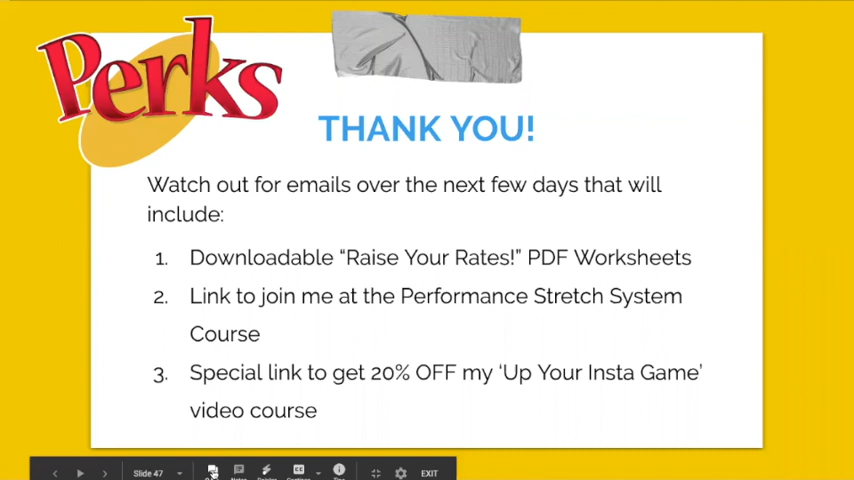 Perks
THANK YOU!
Watch out for emails over the next few days that will
include:
1. Downloadable “Raise Your Rates!” PDF Worksheets
2. Link to join me at the Performance Stretch System
Course
3. Special link to get 20% OFF my ‘Up Your Insta Game’
video course
Slide 47
EXIT